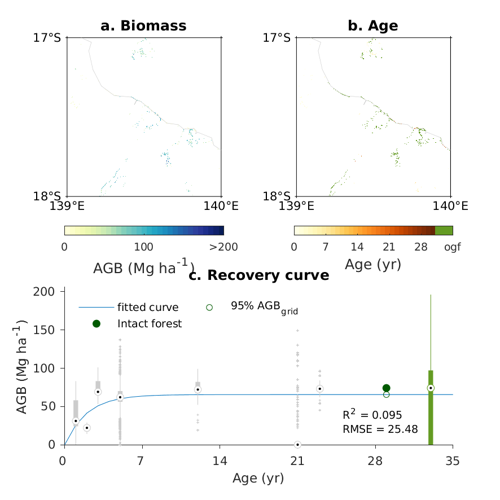 a. Biomass
b. Age
17°S
17°S
18°S
18°S
139°E
140°E
139°E
140°E
0
100
>200
0
7
14
21
28
ogf
AGB (Mg ha⁻¹)
Age (yr)
c. Recovery curve
200
150
100
50
0
AGB (Mg ha⁻¹)
fitted curve
95% AGB_grid
Intact forest
R² = 0.095
RMSE = 25.48
0
7
14
21
28
35
Age (yr)